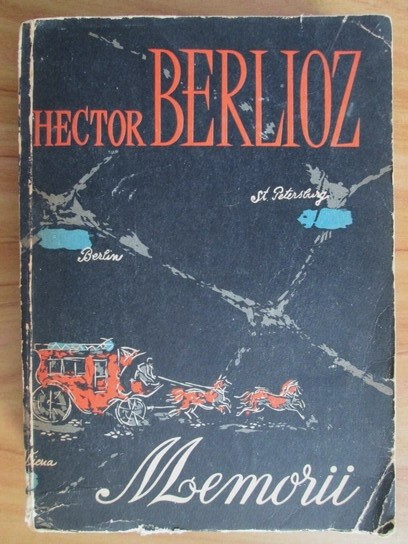 HECTOR BERLIOZ
St. Petersburg
Berlin
Memorii